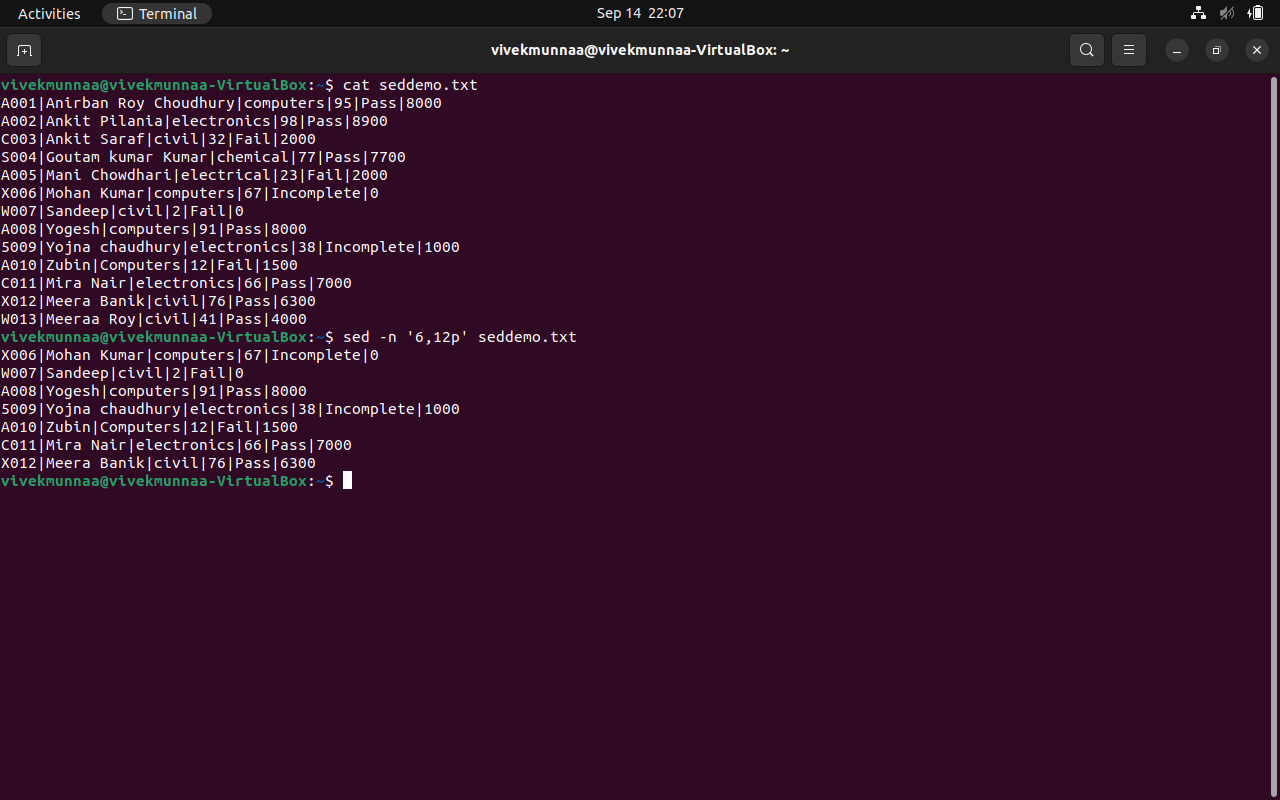 Activities
Terminal
Sep 14 22:07
vivekmunnaa@vivekmunnaa-VirtualBox: ~
vivekmunnaa@vivekmunnaa-VirtualBox:~$ cat seddemo.txt
A001|Anirban Roy Choudhury|computers|95|Pass|8000
A002|Ankit Pilania|electronics|98|Pass|8900
C003|Ankit Saraf|civil|32|Fail|2000
S004|Goutam kumar Kumar|chemical|77|Pass|7700
A005|Mani Chowdhari|electrical|23|Fail|2000
X006|Mohan Kumar|computers|67|Incomplete|0
W007|Sandeep|civil|2|Fail|0
A008|Yogesh|computers|91|Pass|8000
5009|Yojna chaudhury|electronics|38|Incomplete|1000
A010|Zubin|Computers|12|Fail|1500
C011|Mira Nair|electronics|66|Pass|7000
X012|Meera Banik|civil|76|Pass|6300
W013|Meeraa Roy|civil|41|Pass|4000
vivekmunnaa@vivekmunnaa-VirtualBox:~$ sed -n '6,12p' seddemo.txt
X006|Mohan Kumar|computers|67|Incomplete|0
W007|Sandeep|civil|2|Fail|0
A008|Yogesh|computers|91|Pass|8000
5009|Yojna chaudhury|electronics|38|Incomplete|1000
A010|Zubin|Computers|12|Fail|1500
C011|Mira Nair|electronics|66|Pass|7000
X012|Meera Banik|civil|76|Pass|6300
vivekmunnaa@vivekmunnaa-VirtualBox:~$